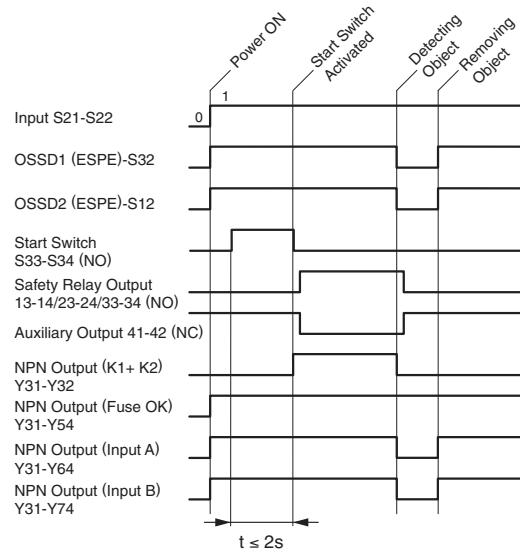 Power ON
Start Switch
Activated
Detecting
Object
Removing
Object
1
Input S21-S22
0
OSSD1 (ESPE)-S32
OSSD2 (ESPE)-S12
Start Switch
S33-S34 (NO)
Safety Relay Output
13-14/23-24/33-34 (NO)
Auxiliary Output 41-42 (NC)
NPN Output (K1+ K2)
Y31-Y32
NPN Output (Fuse OK)
Y31-Y54
NPN Output (Input A)
Y31-Y64
NPN Output (Input B)
Y31-Y74
t ≤ 2s